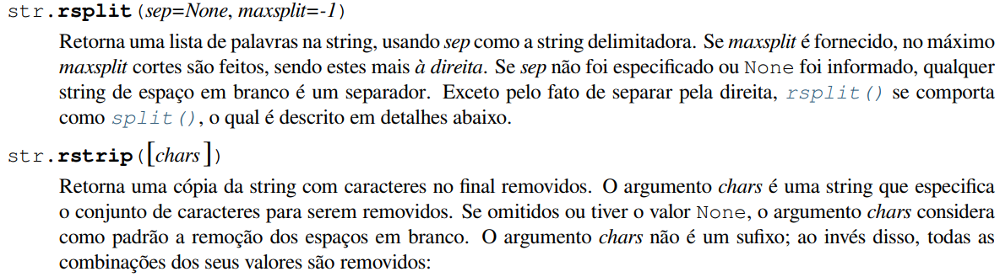 str.rsplit(sep=None, maxsplit=-1)
Retorna uma lista de palavras na string, usando sep como a string delimitadora. Se maxsplit é fornecido, no máximo
maxsplit cortes são feitos, sendo estes mais à direita. Se sep não foi especificado ou None foi informado, qualquer
string de espaço em branco é um separador. Exceto pelo fato de separar pela direita, rsplit() se comporta
como split(), o qual é descrito em detalhes abaixo.
str.rstrip([chars])
Retorna uma cópia da string com caracteres no final removidos. O argumento chars é uma string que especifica
o conjunto de caracteres para serem removidos. Se omitidos ou tiver o valor None, o argumento chars considera
como padrão a remoção dos espaços em branco. O argumento chars não é um sufixo; ao invés disso, todas as
combinações dos seus valores são removidos: